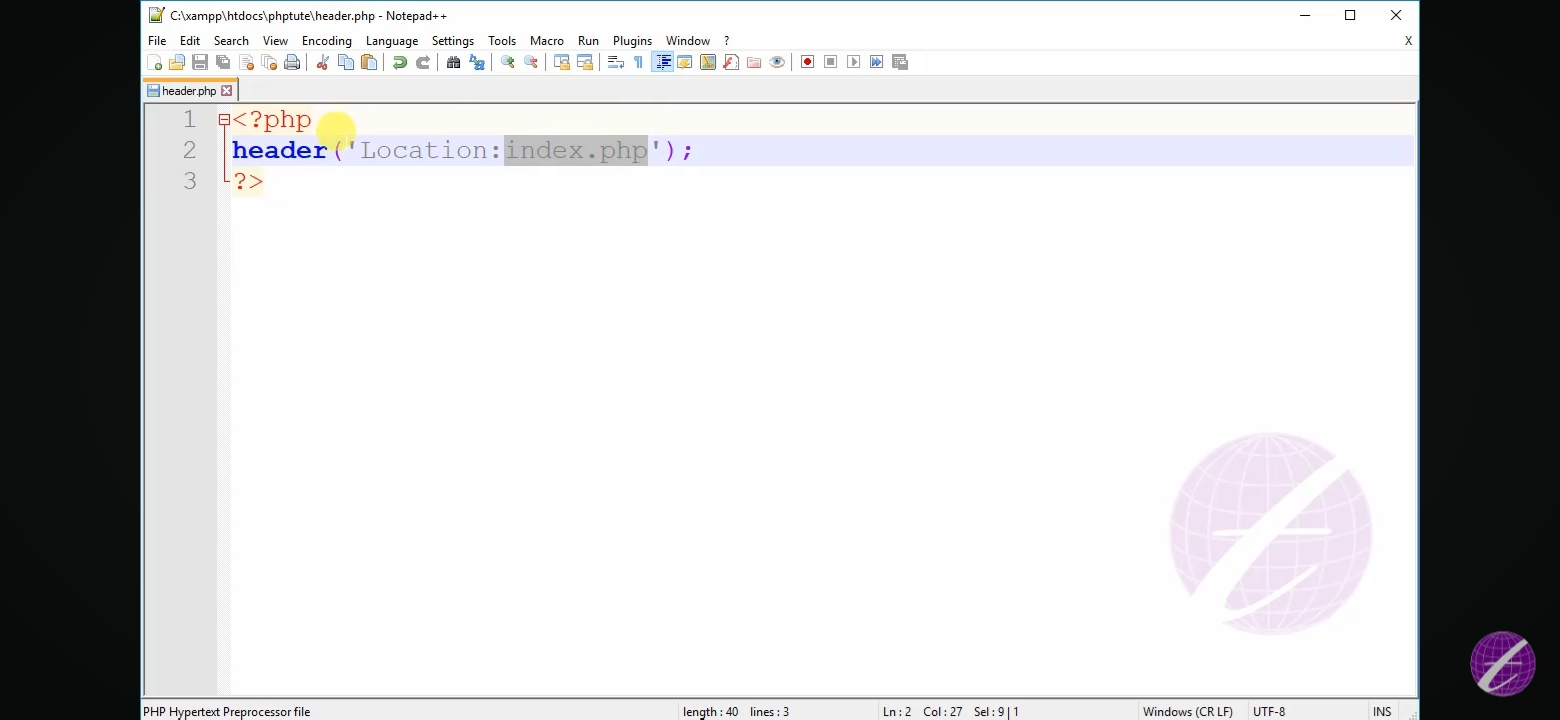 C:\xampp\htdocs\phptute\header.php - Notepad++
File Edit Search View Encoding Language Settings Tools Macro Run Plugins Window ? X
header.php
1 <?php
2 header('Location:index.php');
3 ?>
PHP Hypertext Preprocessor file length : 40 lines : 3 Ln : 2 Col : 27 Sel : 9 | 1 Windows (CR LF) UTF-8 INS